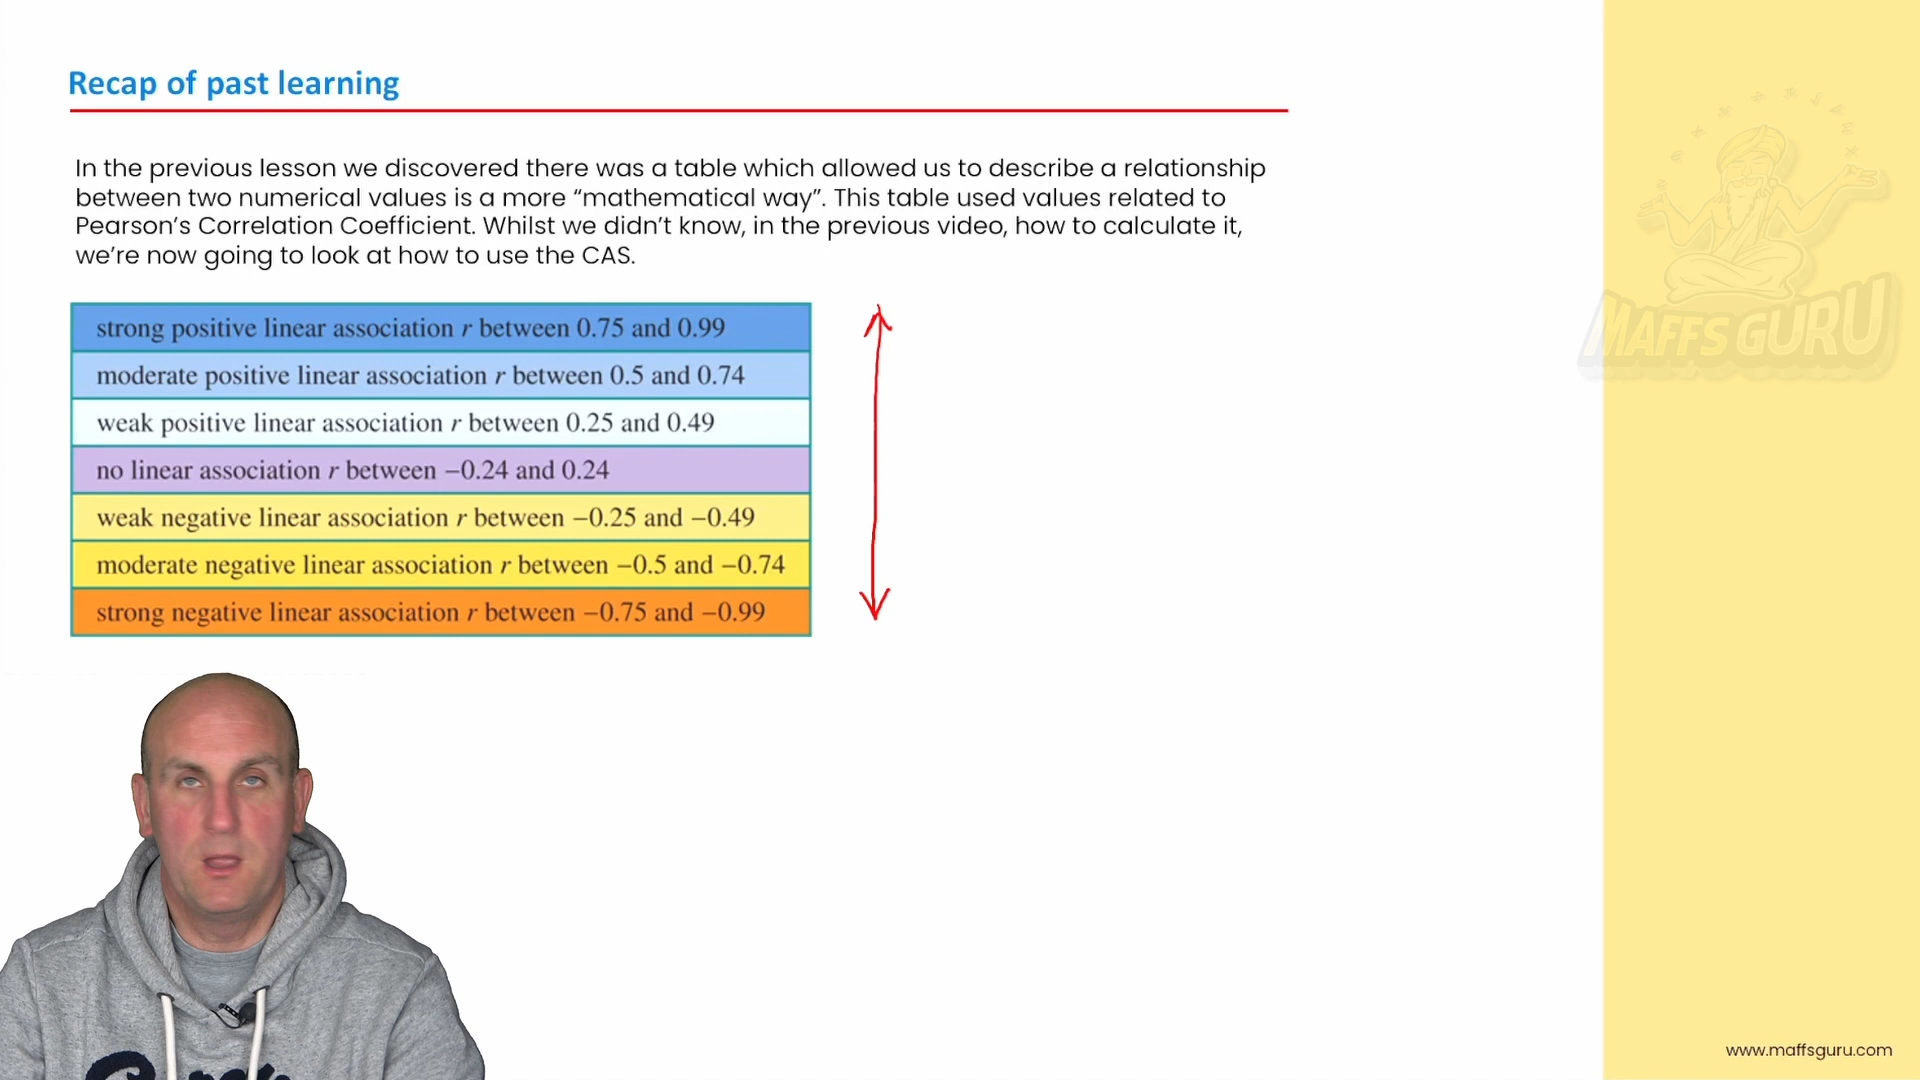 Recap of past learning
In the previous lesson we discovered there was a table which allowed us to describe a relationship
between two numerical values is a more “mathematical way”. This table used values related to
Pearson’s Correlation Coefficient. Whilst we didn’t know, in the previous video, how to calculate it,
we’re now going to look at how to use the CAS.
strong positive linear association r between 0.75 and 0.99
moderate positive linear association r between 0.5 and 0.74
weak positive linear association r between 0.25 and 0.49
no linear association r between −0.24 and 0.24
weak negative linear association r between −0.25 and −0.49
moderate negative linear association r between −0.5 and −0.74
strong negative linear association r between −0.75 and −0.99
MAFFS GURU
www.maffsguru.com